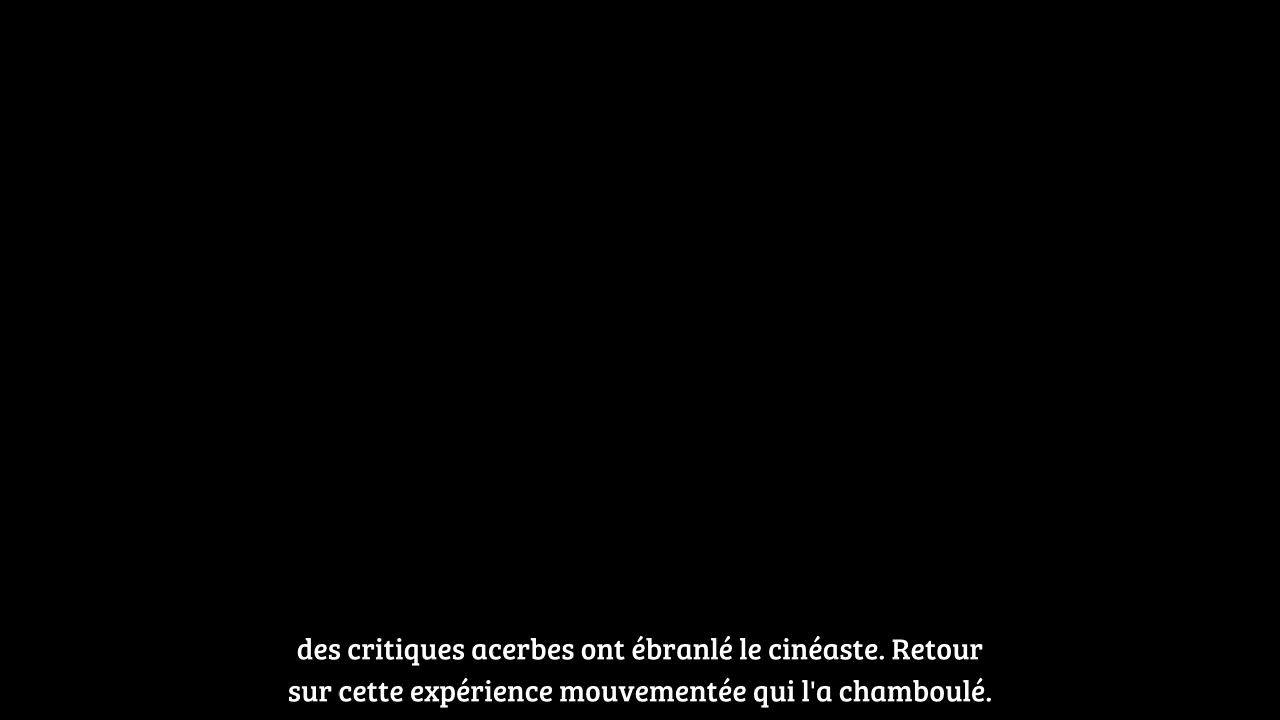 des critiques acerbes ont ébranlé le cinéaste. Retour
sur cette expérience mouvementée qui l'a chamboulé.